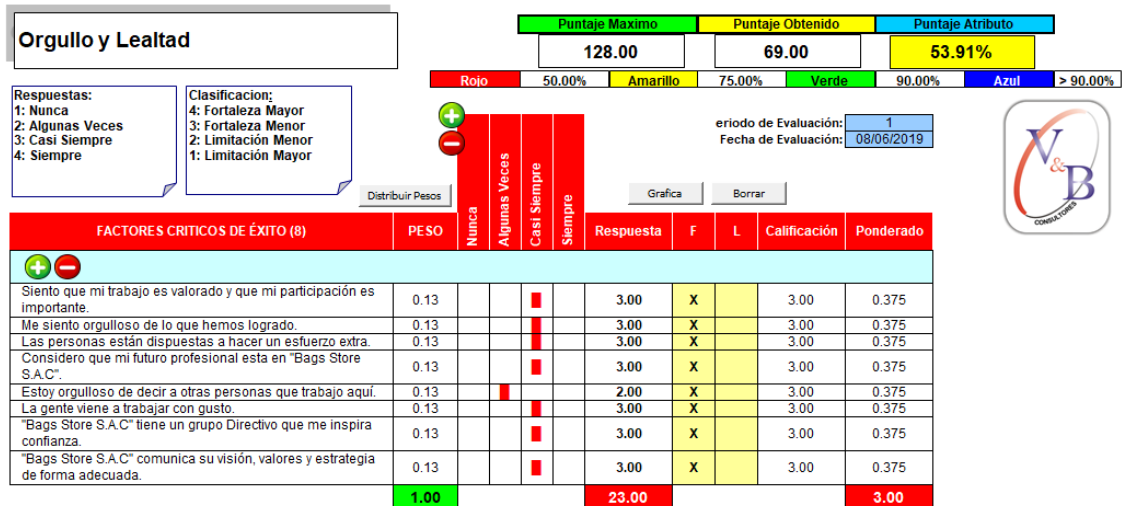 Orgullo y Lealtad
Puntaje Maximo Puntaje Obtenido Puntaje Atributo
128.00 69.00 53.91%
Rojo 50.00% Amarillo 75.00% Verde 90.00% Azul > 90.00%
Respuestas:
1: Nunca
2: Algunas Veces
3: Casi Siempre
4: Siempre
Clasificacion:
4: Fortaleza Mayor
3: Fortaleza Menor
2: Limitación Menor
1: Limitación Mayor
eriodo de Evaluación: 1
Fecha de Evaluación: 08/06/2019
V&B
CONSULTORES
Distribuir Pesos
Grafica
Borrar
FACTORES CRITICOS DE ÉXITO (8) PESO Nunca Algunas Veces Casi Siempre Siempre Respuesta F L Calificación Ponderado
Siento que mi trabajo es valorado y que mi participación es
importante.
0.13 3.00 X 3.00 0.375
Me siento orgulloso de lo que hemos logrado. 0.13 3.00 X 3.00 0.375
Las personas están dispuestas a hacer un esfuerzo extra. 0.13 3.00 X 3.00 0.375
Considero que mi futuro profesional esta en "Bags Store
S.A.C".
0.13 3.00 X 3.00 0.375
Estoy orgulloso de decir a otras personas que trabajo aquí. 0.13 2.00 X 3.00 0.375
La gente viene a trabajar con gusto. 0.13 3.00 X 3.00 0.375
"Bags Store S.A.C" tiene un grupo Directivo que me inspira
confianza.
0.13 3.00 X 3.00 0.375
"Bags Store S.A.C" comunica su visión, valores y estrategia
de forma adecuada.
0.13 3.00 X 3.00 0.375
1.00 23.00 3.00